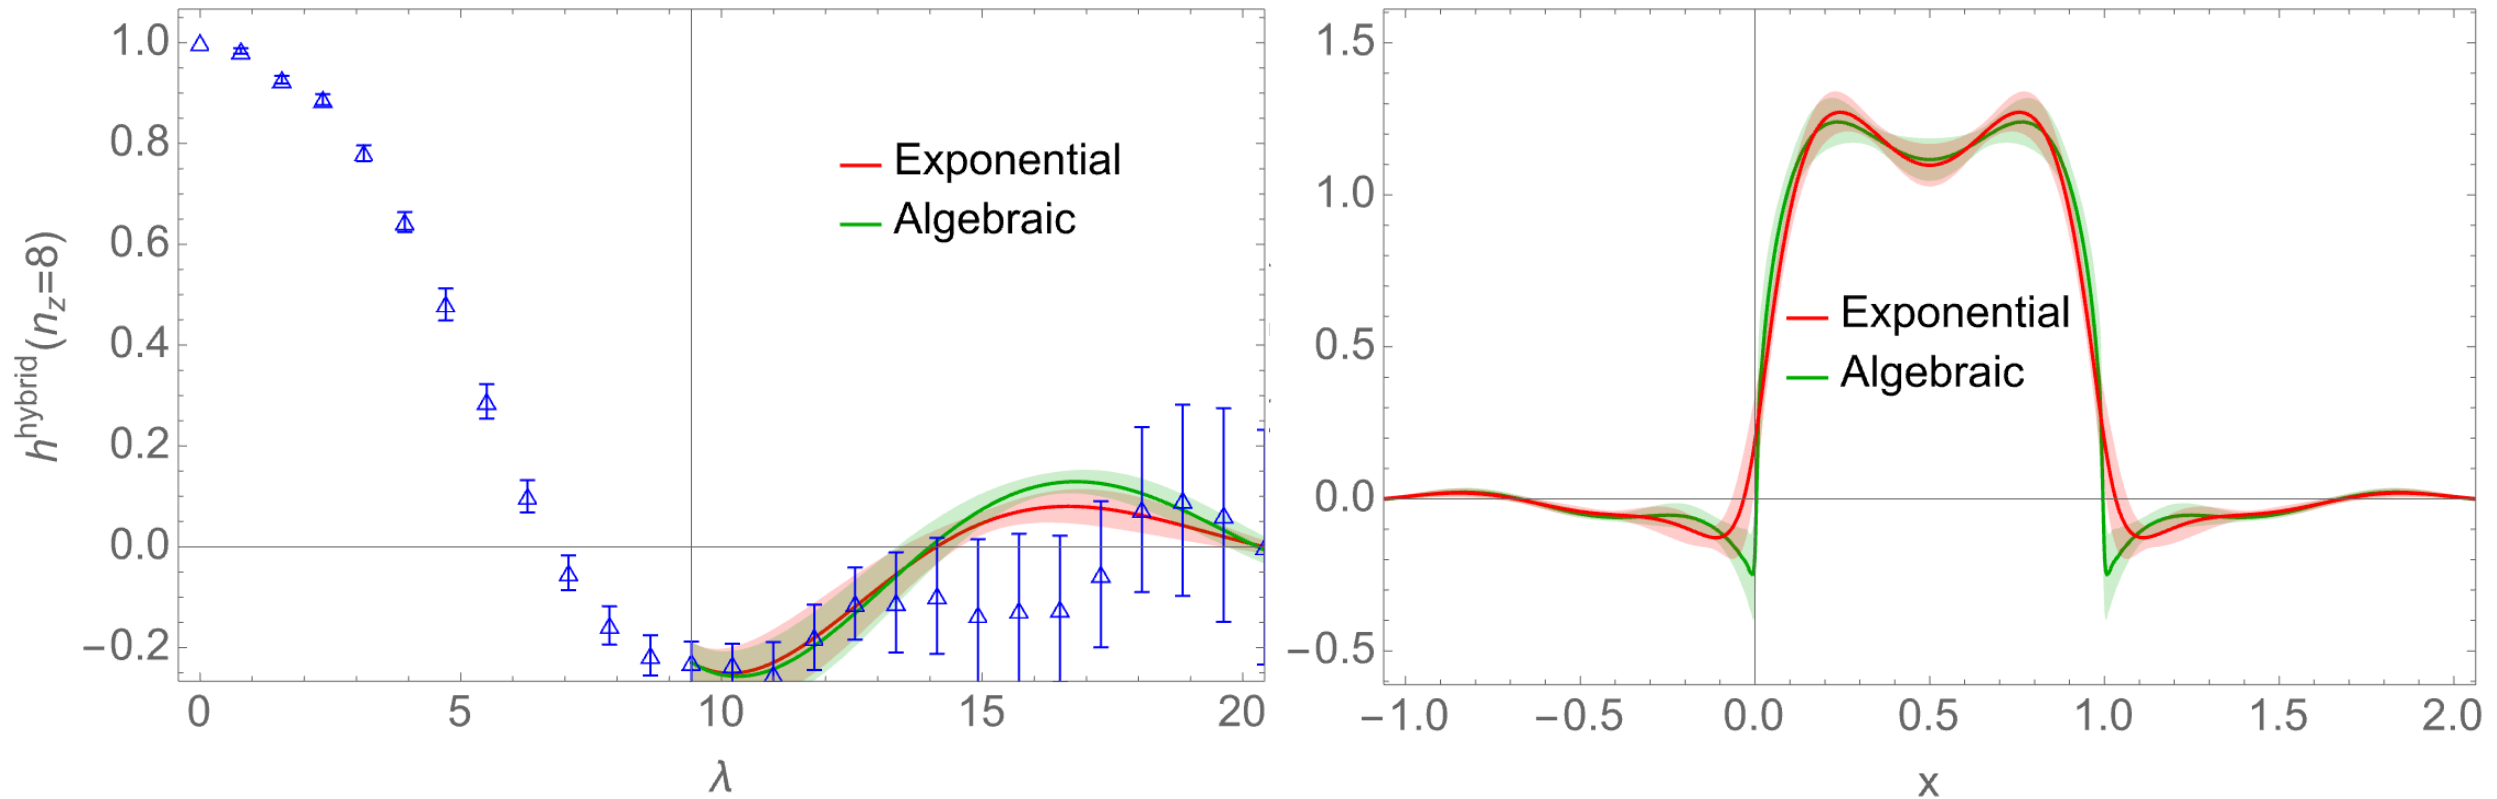 1.0
0.8
0.6
0.4
0.2
0.0
−0.2
h^hybrid (n_z=8)
Exponential
Algebraic
0 5 10 15 20
λ
1.5
1.0
0.5
0.0
−0.5
Exponential
Algebraic
−1.0 −0.5 0.0 0.5 1.0 1.5 2.0
x